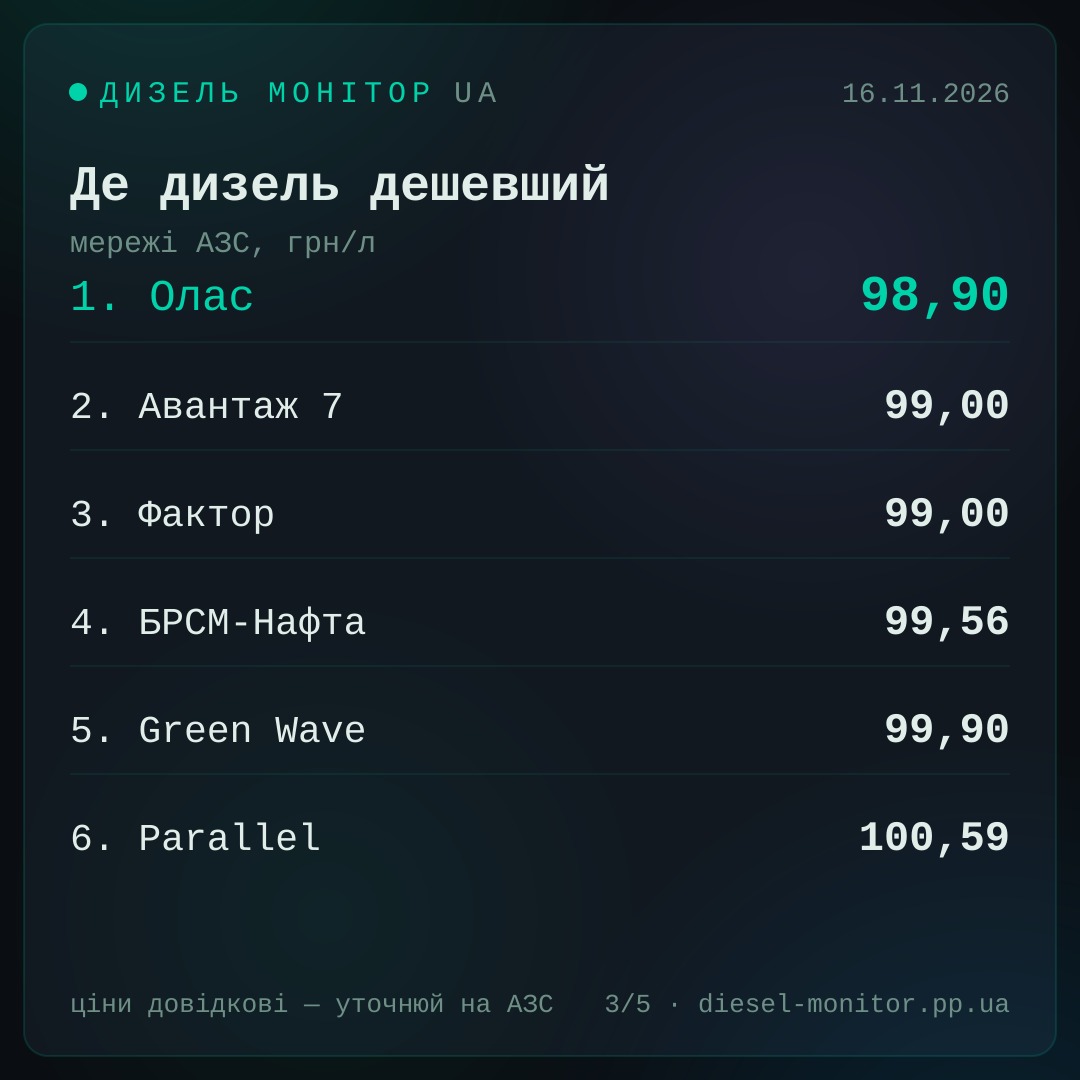 ДИЗЕЛЬ МОНІТОР UA 16.11.2026
Де дизель дешевший
мережі АЗС, грн/л
1. Олас 98,90
2. Авантаж 7 99,00
3. Фактор 99,00
4. БРСМ-Нафта 99,56
5. Green Wave 99,90
6. Parallel 100,59
ціни довідкові — уточнюй на АЗС 3/5 · diesel-monitor.pp.ua